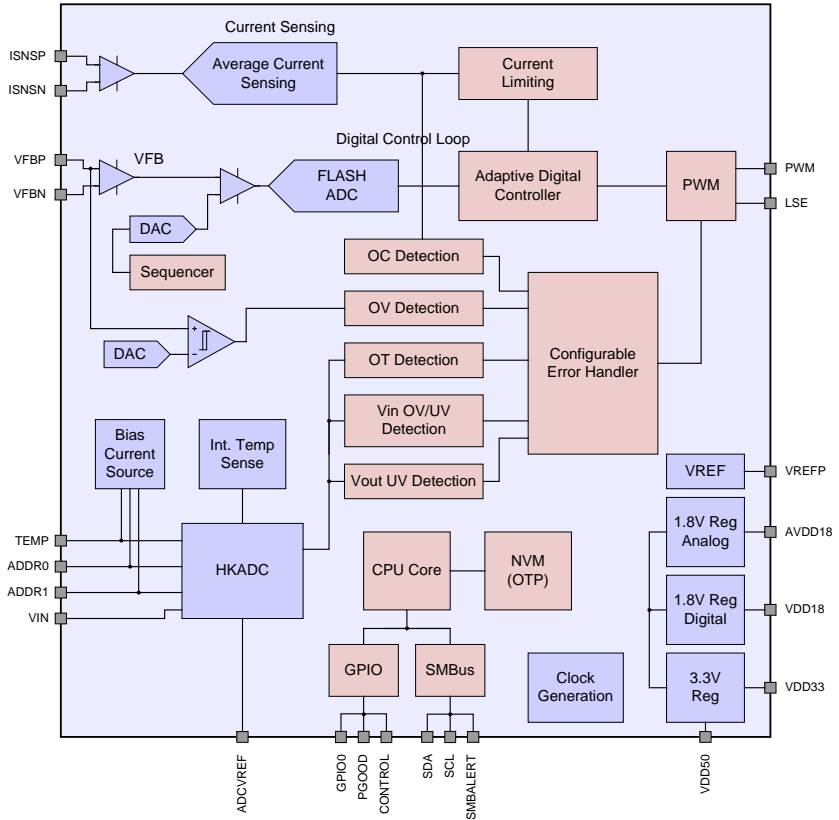 Current Sensing
ISNSP
ISNSN
Average Current
Sensing
Current
Limiting
Digital Control Loop
VFBP
VFBN
VFB
FLASH
ADC
Adaptive Digital
Controller
PWM
PWM
LSE
DAC
Sequencer
OC Detection
OV Detection
+
−
DAC
OT Detection
Configurable
Error Handler
Vin OV/UV
Detection
Vout UV Detection
Bias
Current
Source
Int. Temp
Sense
VREF
VREFP
TEMP
ADDR0
ADDR1
VIN
HKADC
CPU Core
NVM
(OTP)
1.8V Reg
Analog
AVDD18
1.8V Reg
Digital
VDD18
GPIO
SMBus
Clock
Generation
3.3V
Reg
VDD33
ADCVREF
GPIO0
PGOOD
CONTROL
SDA
SCL
SMBALERT
VDD50